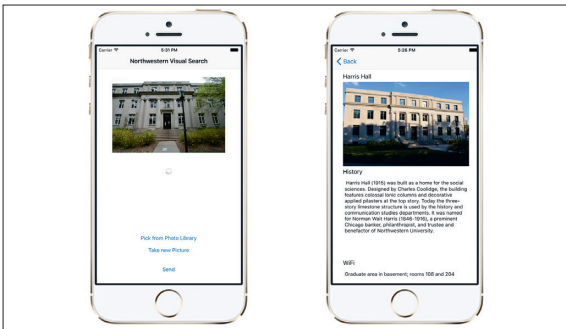 Carrier 5:31 PM
Northwestern Visual Search
Pick from Photo Library
Take new Picture
Send
Carrier 5:26 PM
Back
Harris Hall
History
Harris Hall (1915) was built as a home for the social
sciences. Designed by Charles Coolidge, the building
features colossal Ionic columns and decorative
applied pilasters at the top story. Today the three-
story limestone structure is used by the history and
communication studies departments. It was named
for Norman Wait Harris (1846-1916), a prominent
Chicago banker, philanthropist, and trustee and
benefactor of Northwestern University.
WiFi
Graduate area in basement; rooms 108 and 204